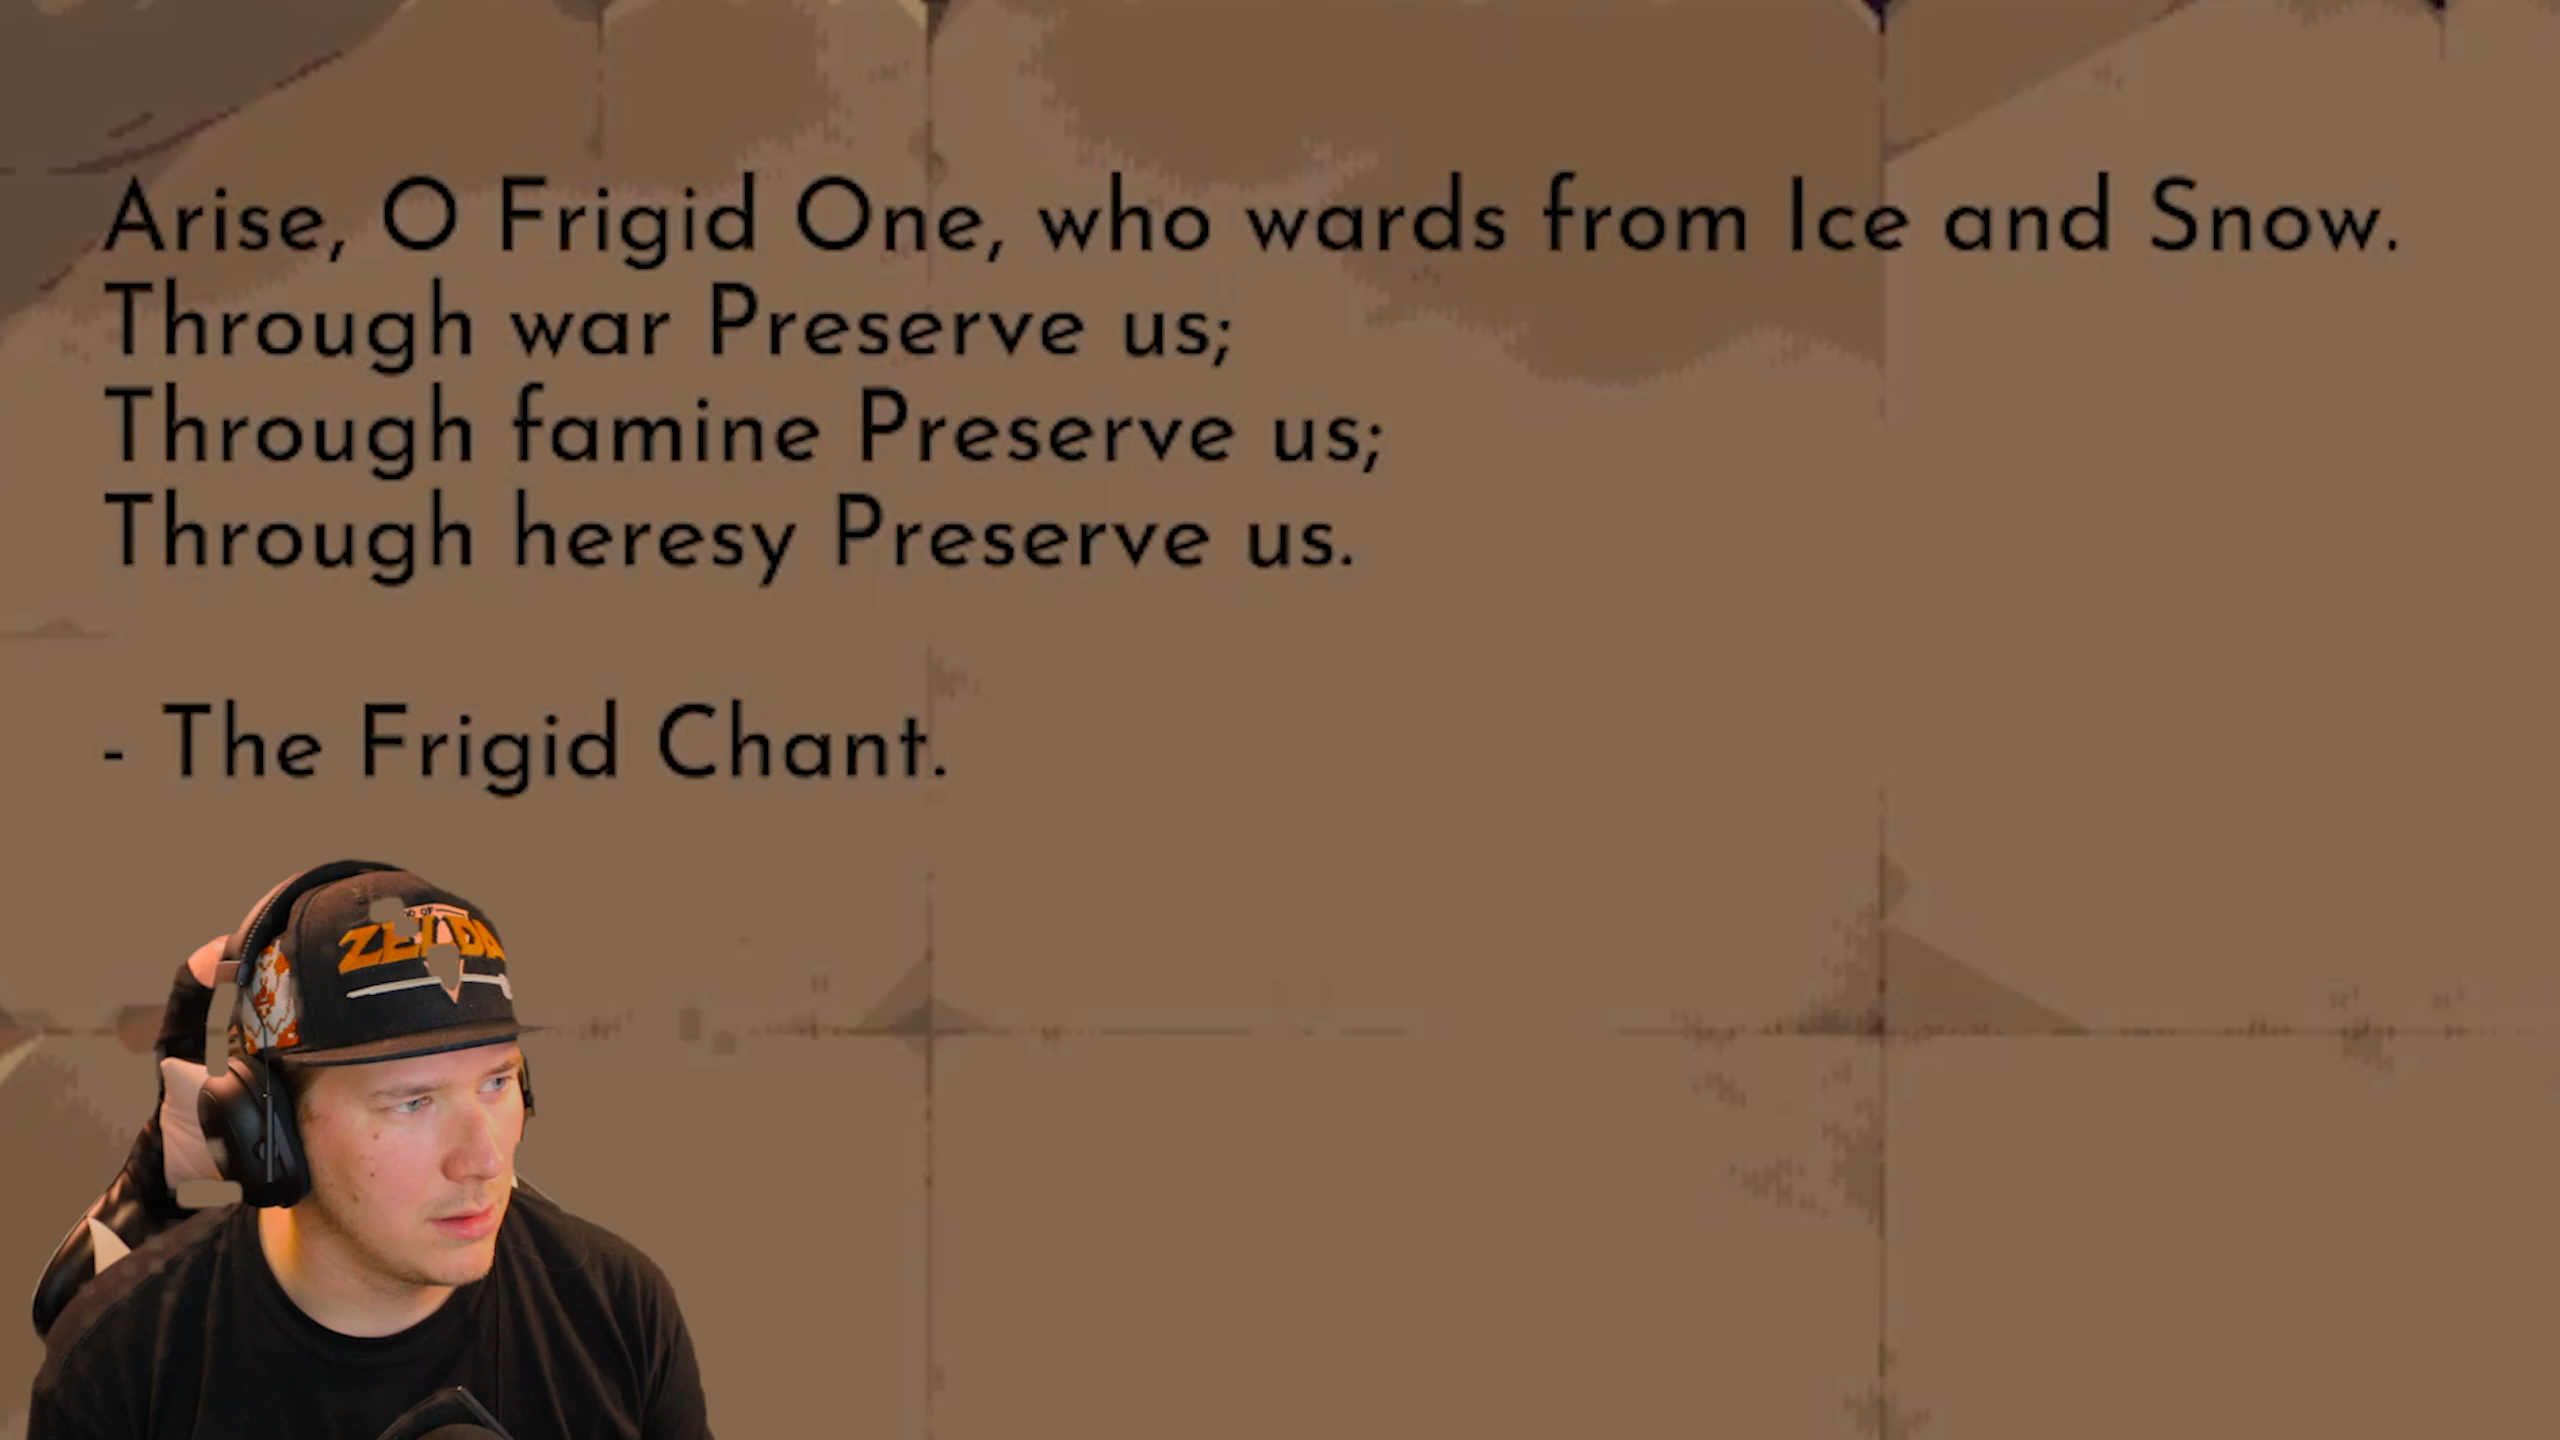 Arise, O Frigid One, who wards from Ice and Snow.
Through war Preserve us;
Through famine Preserve us;
Through heresy Preserve us.
- The Frigid Chant.
ZELDA